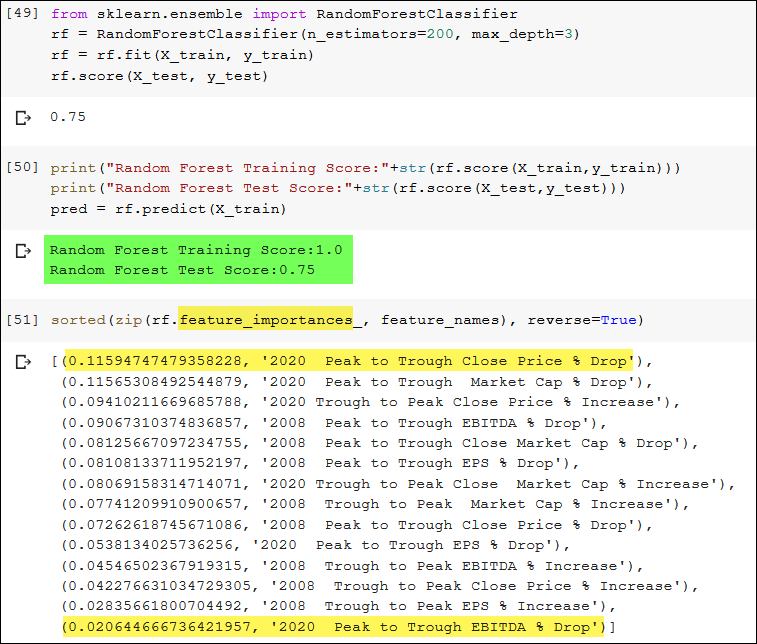 [49] from sklearn.ensemble import RandomForestClassifier
rf = RandomForestClassifier(n_estimators=200, max_depth=3)
rf = rf.fit(X_train, y_train)
rf.score(X_test, y_test)
0.75
[50] print("Random Forest Training Score:"+str(rf.score(X_train,y_train)))
print("Random Forest Test Score:"+str(rf.score(X_test,y_test)))
pred = rf.predict(X_train)
Random Forest Training Score:1.0
Random Forest Test Score:0.75
[51] sorted(zip(rf.feature_importances_, feature_names), reverse=True)
[(0.11594747479358228, '2020  Peak to Trough Close Price % Drop'),
(0.11565308492544879, '2020  Peak to Trough  Market Cap % Drop'),
(0.09410211669685788, '2020 Trough to Peak Close Price % Increase'),
(0.09067310374836857, '2008  Peak to Trough EBITDA % Drop'),
(0.08125667097234755, '2008  Peak to Trough Close Market Cap % Drop'),
(0.08108133711952197, '2008  Peak to Trough EPS % Drop'),
(0.08069158314714071, '2020 Trough to Peak Close  Market Cap % Increase'),
(0.07741209910900657, '2008  Trough to Peak  Market Cap % Increase'),
(0.07262618745671086, '2008  Peak to Trough Close Price % Drop'),
(0.0538134025736256, '2020  Peak to Trough EPS % Drop'),
(0.04546502367919315, '2008  Trough to Peak EBITDA % Increase'),
(0.042276631034729305, '2008  Trough to Peak Close Price % Increase'),
(0.02835661800704492, '2008  Trough to Peak EPS % Increase'),
(0.020644666736421957, '2020  Peak to Trough EBITDA % Drop')]